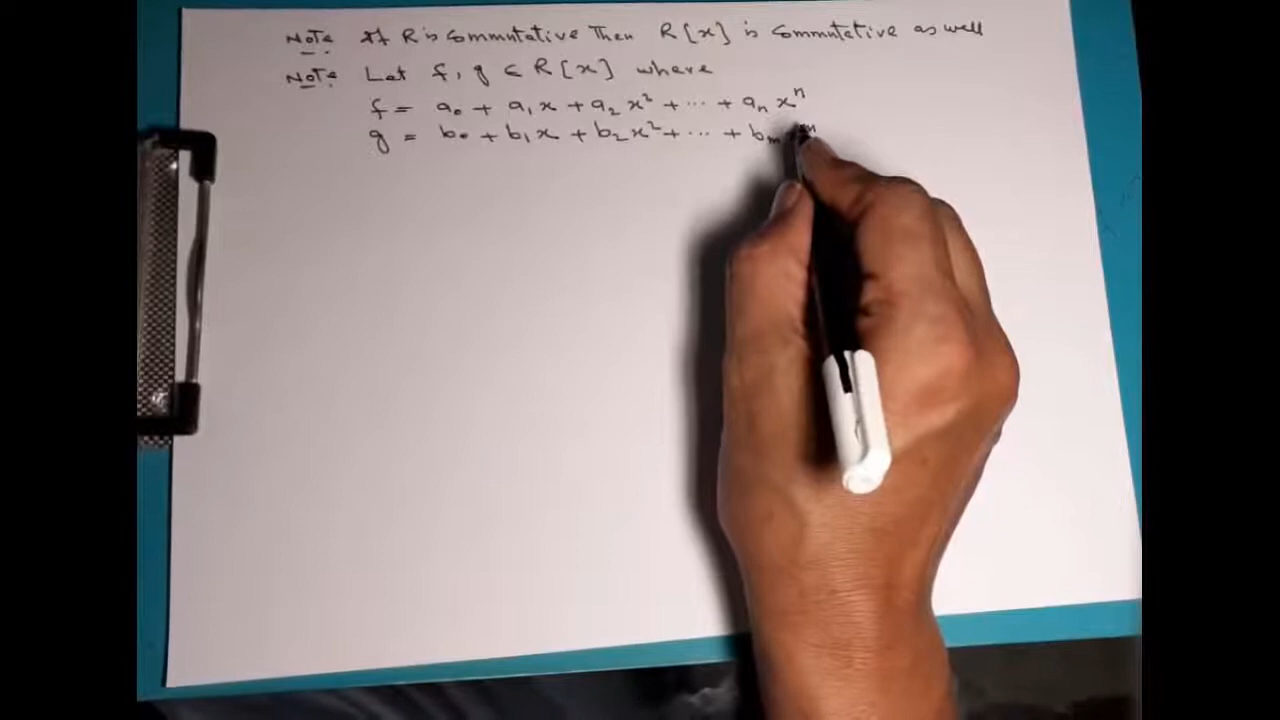 Note: If R is commutative Then R[x] is commutative as well
Note: Let f, g ∈ R[x] where
f = a₀ + a₁x + a₂x² + ··· + aₙxⁿ
g = b₀ + b₁x + b₂x² + ··· + bₘ